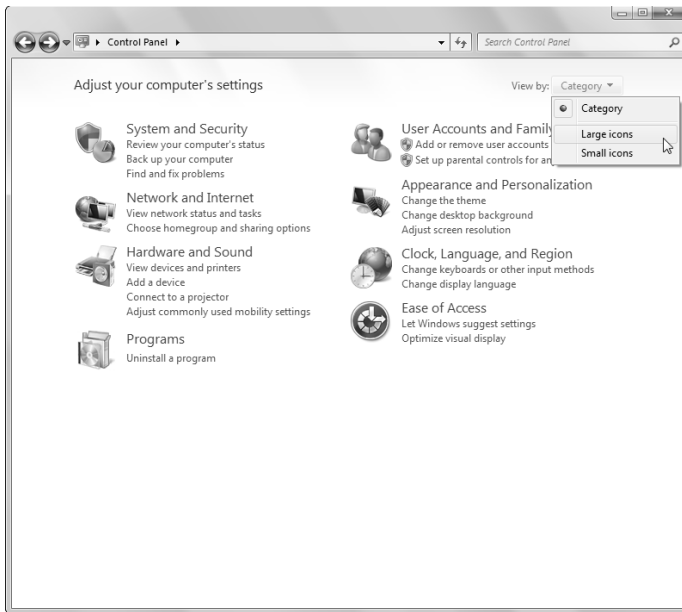 Control Panel
Search Control Panel
Adjust your computer's settings
View by: Category
Category
Large icons
Small icons
System and Security
Review your computer's status
Back up your computer
Find and fix problems
Network and Internet
View network status and tasks
Choose homegroup and sharing options
Hardware and Sound
View devices and printers
Add a device
Connect to a projector
Adjust commonly used mobility settings
Programs
Uninstall a program
User Accounts and Family
Add or remove user accounts
Set up parental controls for
Appearance and Personalization
Change the theme
Change desktop background
Adjust screen resolution
Clock, Language, and Region
Change keyboards or other input methods
Change display language
Ease of Access
Let Windows suggest settings
Optimize visual display